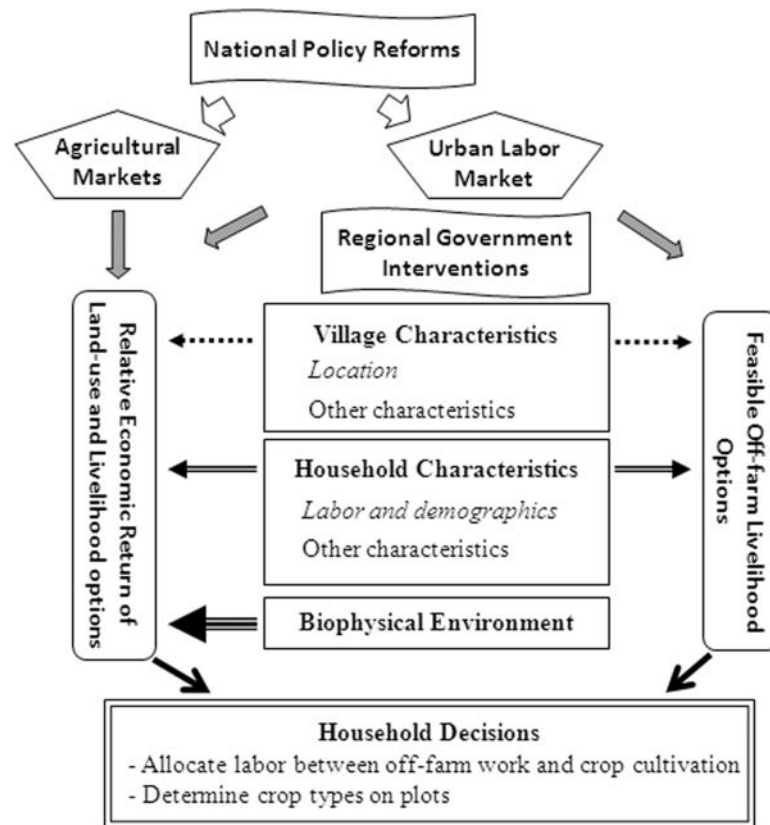 National Policy Reforms
Agricultural
Markets
Urban Labor
Market
Regional Government
Interventions
Relative Economic Return of
Land-use and Livelihood options
Village Characteristics
Location
Other characteristics
Household Characteristics
Labor and demographics
Other characteristics
Biophysical Environment
Feasible Off-farm Livelihood
Options
Household Decisions
- Allocate labor between off-farm work and crop cultivation
- Determine crop types on plots